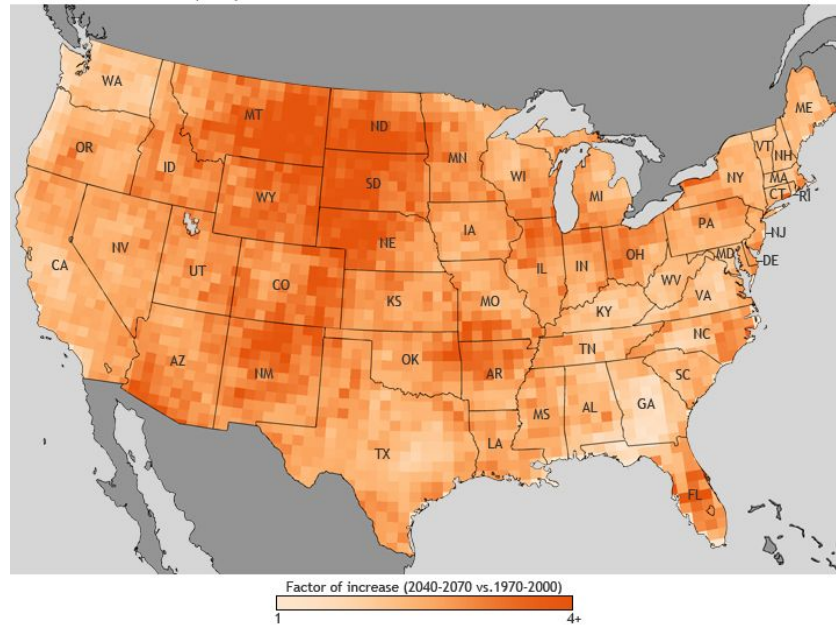 WA
MT
ND
MN
ME
VT
NH
OR
ID
WY
SD
WI
MI
NY
MA
CT
RI
NV
UT
CO
NE
IA
IL
IN
OH
PA
NJ
MD
DE
CA
KS
MO
KY
WV
VA
AZ
NM
OK
AR
TN
NC
SC
TX
LA
MS
AL
GA
FL
Factor of increase (2040-2070 vs.1970-2000)
1 4+